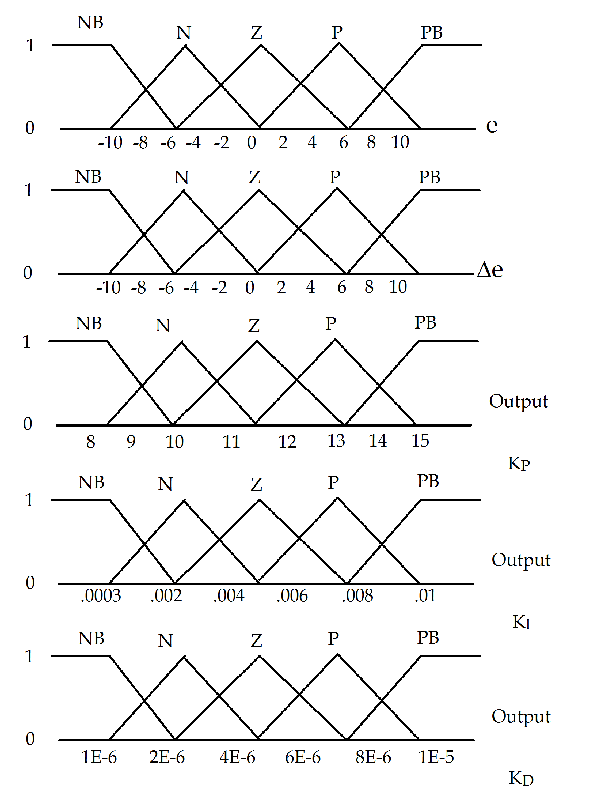 NB N Z P PB
1
0 e
-10 -8 -6 -4 -2 0 2 4 6 8 10
NB N Z P PB
1
0 Δe
-10 -8 -6 -4 -2 0 2 4 6 8 10
NB N Z P PB
1
Output
0
8 9 10 11 12 13 14 15
KP
NB N Z P PB
1
Output
0
.0003 .002 .004 .006 .008 .01
KI
NB N Z P PB
1
Output
0
1E-6 2E-6 4E-6 6E-6 8E-6 1E-5
KD